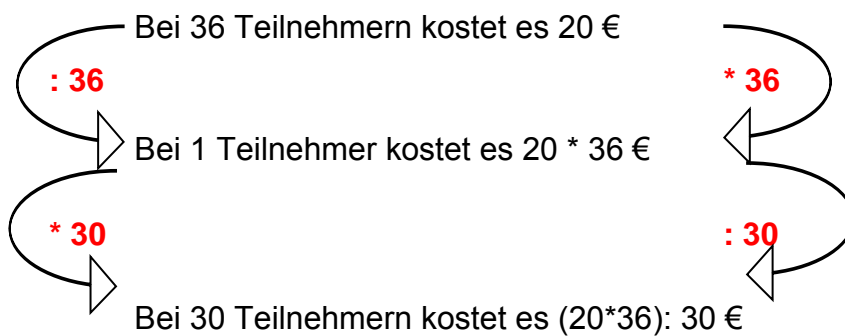 Bei 36 Teilnehmern kostet es 20 €
: 36 * 36
Bei 1 Teilnehmer kostet es 20 * 36 €
* 30 : 30
Bei 30 Teilnehmern kostet es (20*36): 30 €